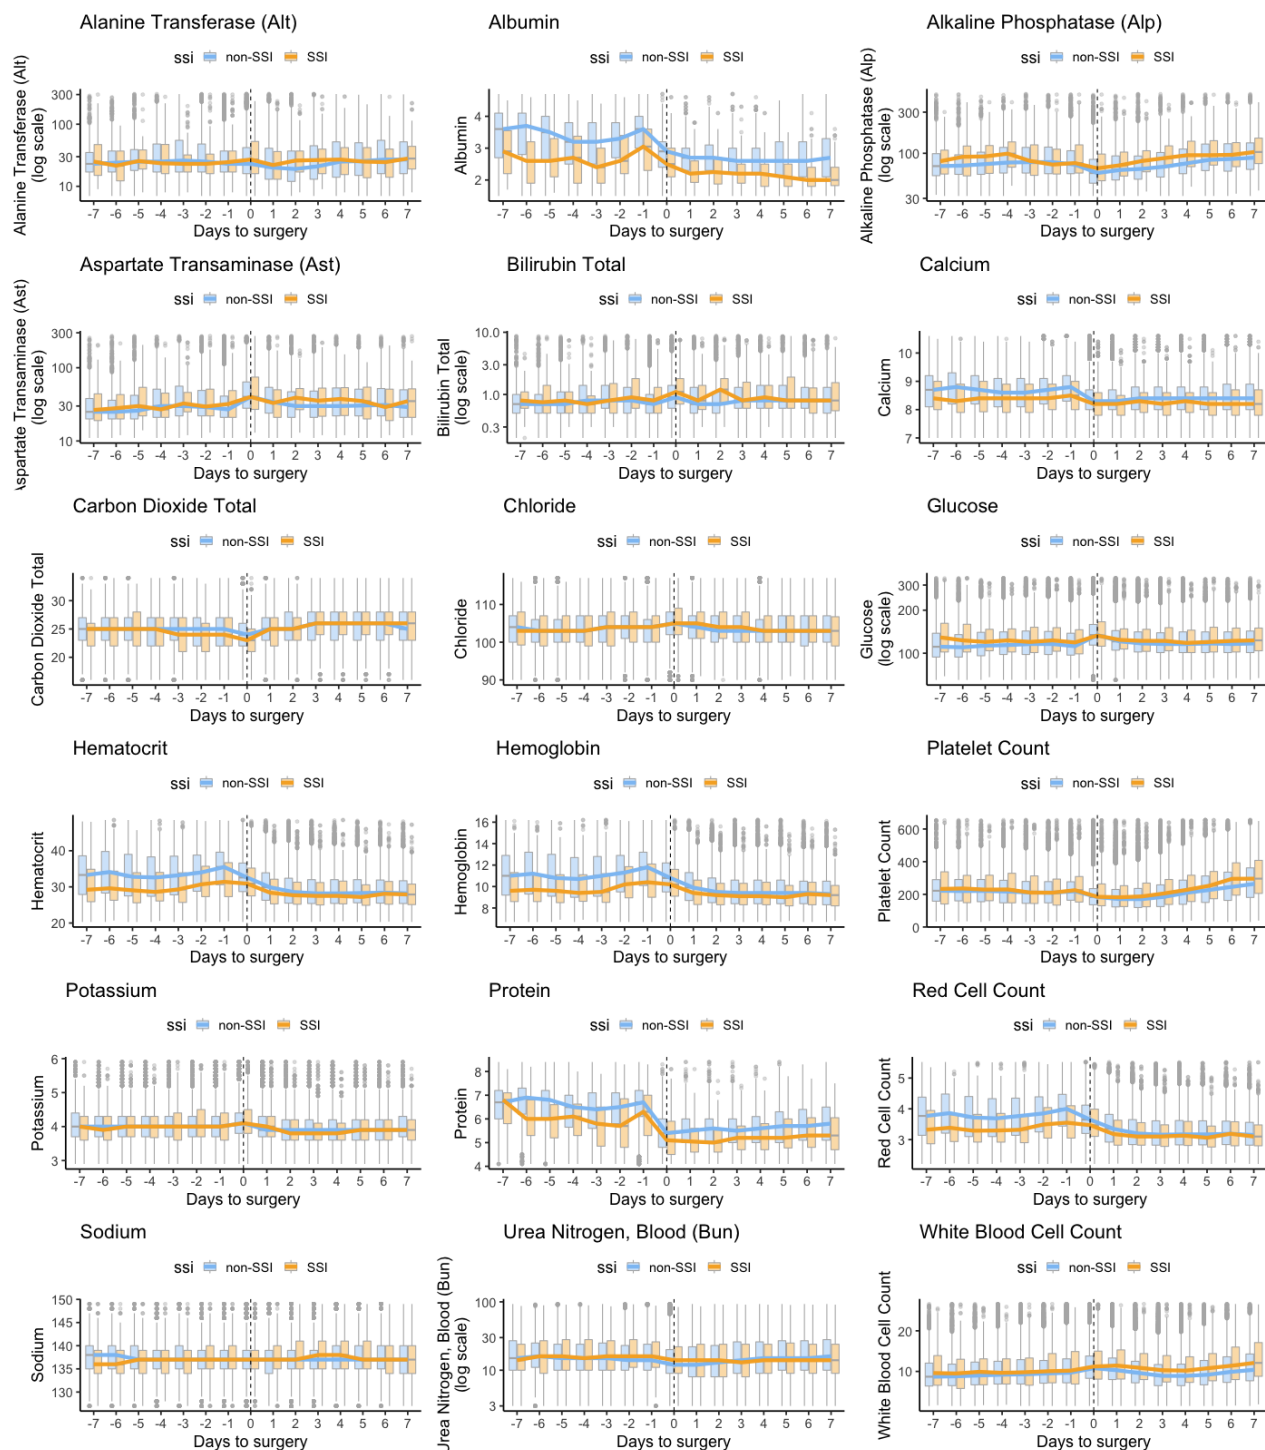 Alanine Transferase (Alt)
ssi non-SSI SSI
Alanine Transferase (Alt)
(log scale)
300
100
30
10
-7 -6 -5 -4 -3 -2 -1 0 1 2 3 4 5 6 7
Days to surgery
Albumin
ssi non-SSI SSI
Albumin
4
3
2
-7 -6 -5 -4 -3 -2 -1 0 1 2 3 4 5 6 7
Days to surgery
Alkaline Phosphatase (Alp)
ssi non-SSI SSI
Alkaline Phosphatase (Alp)
(log scale)
300
100
30
-7 -6 -5 -4 -3 -2 -1 0 1 2 3 4 5 6 7
Days to surgery
Aspartate Transaminase (Ast)
ssi non-SSI SSI
Aspartate Transaminase (Ast)
(log scale)
300
100
30
10
-7 -6 -5 -4 -3 -2 -1 0 1 2 3 4 5 6 7
Days to surgery
Bilirubin Total
ssi non-SSI SSI
Bilirubin Total
(log scale)
10.0
3.0
1.0
0.3
-7 -6 -5 -4 -3 -2 -1 0 1 2 3 4 5 6 7
Days to surgery
Calcium
ssi non-SSI SSI
Calcium
10
9
8
7
-7 -6 -5 -4 -3 -2 -1 0 1 2 3 4 5 6 7
Days to surgery
Carbon Dioxide Total
ssi non-SSI SSI
Carbon Dioxide Total
30
25
20
-7 -6 -5 -4 -3 -2 -1 0 1 2 3 4 5 6 7
Days to surgery
Chloride
ssi non-SSI SSI
Chloride
110
100
90
-7 -6 -5 -4 -3 -2 -1 0 1 2 3 4 5 6 7
Days to surgery
Glucose
ssi non-SSI SSI
Glucose
(log scale)
300
200
100
-7 -6 -5 -4 -3 -2 -1 0 1 2 3 4 5 6 7
Days to surgery
Hematocrit
ssi non-SSI SSI
Hematocrit
40
30
20
-7 -6 -5 -4 -3 -2 -1 0 1 2 3 4 5 6 7
Days to surgery
Hemoglobin
ssi non-SSI SSI
Hemoglobin
16
14
12
10
8
-7 -6 -5 -4 -3 -2 -1 0 1 2 3 4 5 6 7
Days to surgery
Platelet Count
ssi non-SSI SSI
Platelet Count
600
400
200
0
-7 -6 -5 -4 -3 -2 -1 0 1 2 3 4 5 6 7
Days to surgery
Potassium
ssi non-SSI SSI
Potassium
6
5
4
3
-7 -6 -5 -4 -3 -2 -1 0 1 2 3 4 5 6 7
Days to surgery
Protein
ssi non-SSI SSI
Protein
8
7
6
5
4
-7 -6 -5 -4 -3 -2 -1 0 1 2 3 4 5 6 7
Days to surgery
Red Cell Count
ssi non-SSI SSI
Red Cell Count
5
4
3
-7 -6 -5 -4 -3 -2 -1 0 1 2 3 4 5 6 7
Days to surgery
Sodium
ssi non-SSI SSI
Sodium
150
145
140
135
130
-7 -6 -5 -4 -3 -2 -1 0 1 2 3 4 5 6 7
Days to surgery
Urea Nitrogen, Blood (Bun)
ssi non-SSI SSI
Urea Nitrogen, Blood (Bun)
(log scale)
100
30
10
3
-7 -6 -5 -4 -3 -2 -1 0 1 2 3 4 5 6 7
Days to surgery
White Blood Cell Count
ssi non-SSI SSI
White Blood Cell Count
20
10
-7 -6 -5 -4 -3 -2 -1 0 1 2 3 4 5 6 7
Days to surgery